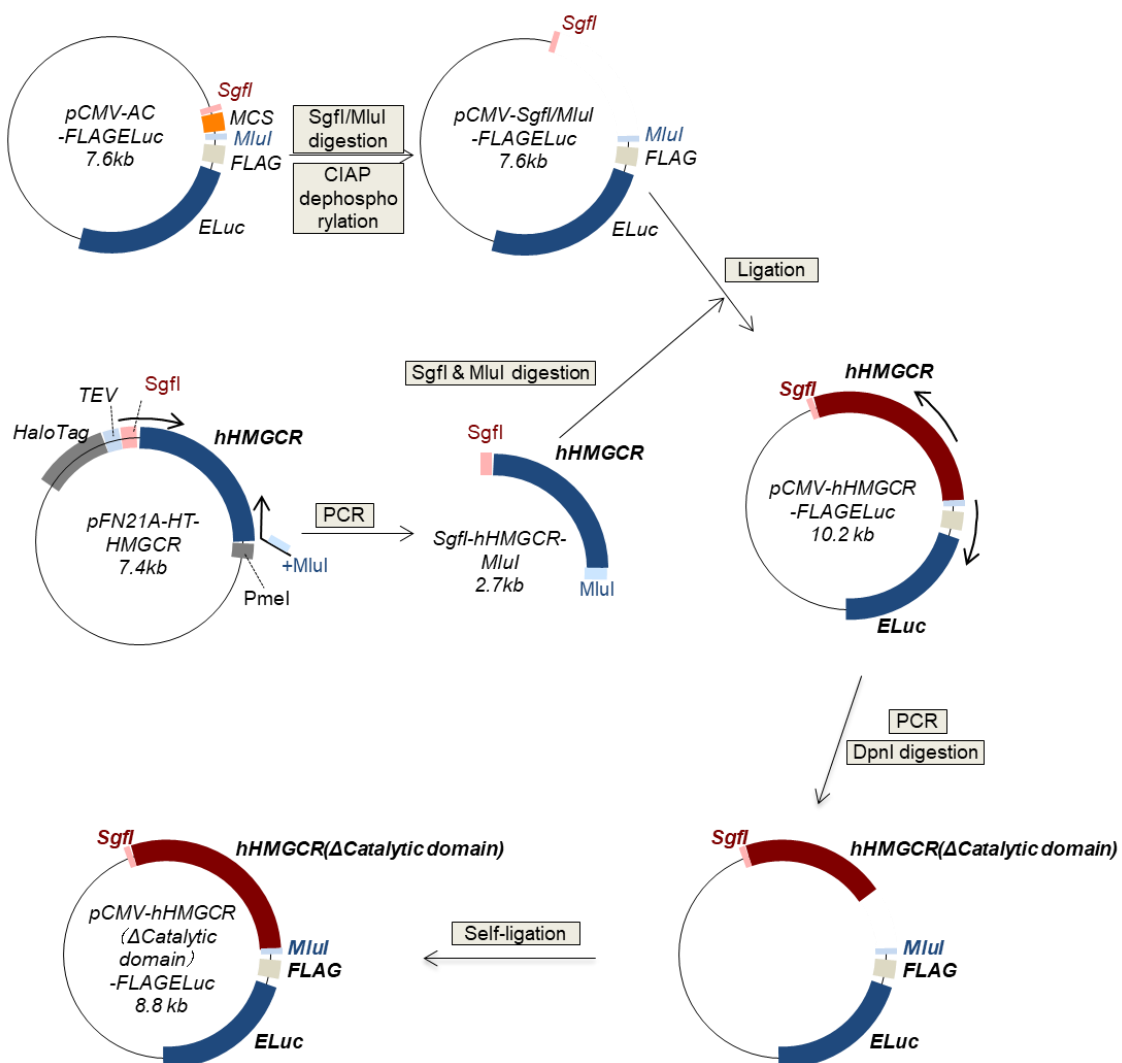 SgfI
MCS
MluI
FLAG
ELuc
pCMV-AC
-FLAGELuc
7.6kb
SgfI/MluI
digestion
CIAP
dephospho
rylation
SgfI
pCMV-SgfI/MluI
-FLAGELuc
7.6kb
MluI
FLAG
ELuc
Ligation
SgfI & MluI digestion
TEV
SgfI
HaloTag
hHMGCR
pFN21A-HT-
HMGCR
7.4kb
+MluI
PmeI
PCR
SgfI
hHMGCR
SgfI-hHMGCR-
MluI
2.7kb
MluI
hHMGCR
SgfI
pCMV-hHMGCR
-FLAGELuc
10.2 kb
ELuc
PCR
DpnI digestion
SgfI
hHMGCR(ΔCatalytic domain)
MluI
FLAG
ELuc
Self-ligation
SgfI
hHMGCR(ΔCatalytic domain)
pCMV-hHMGCR
(ΔCatalytic
domain)
-FLAGELuc
8.8 kb
MluI
FLAG
ELuc